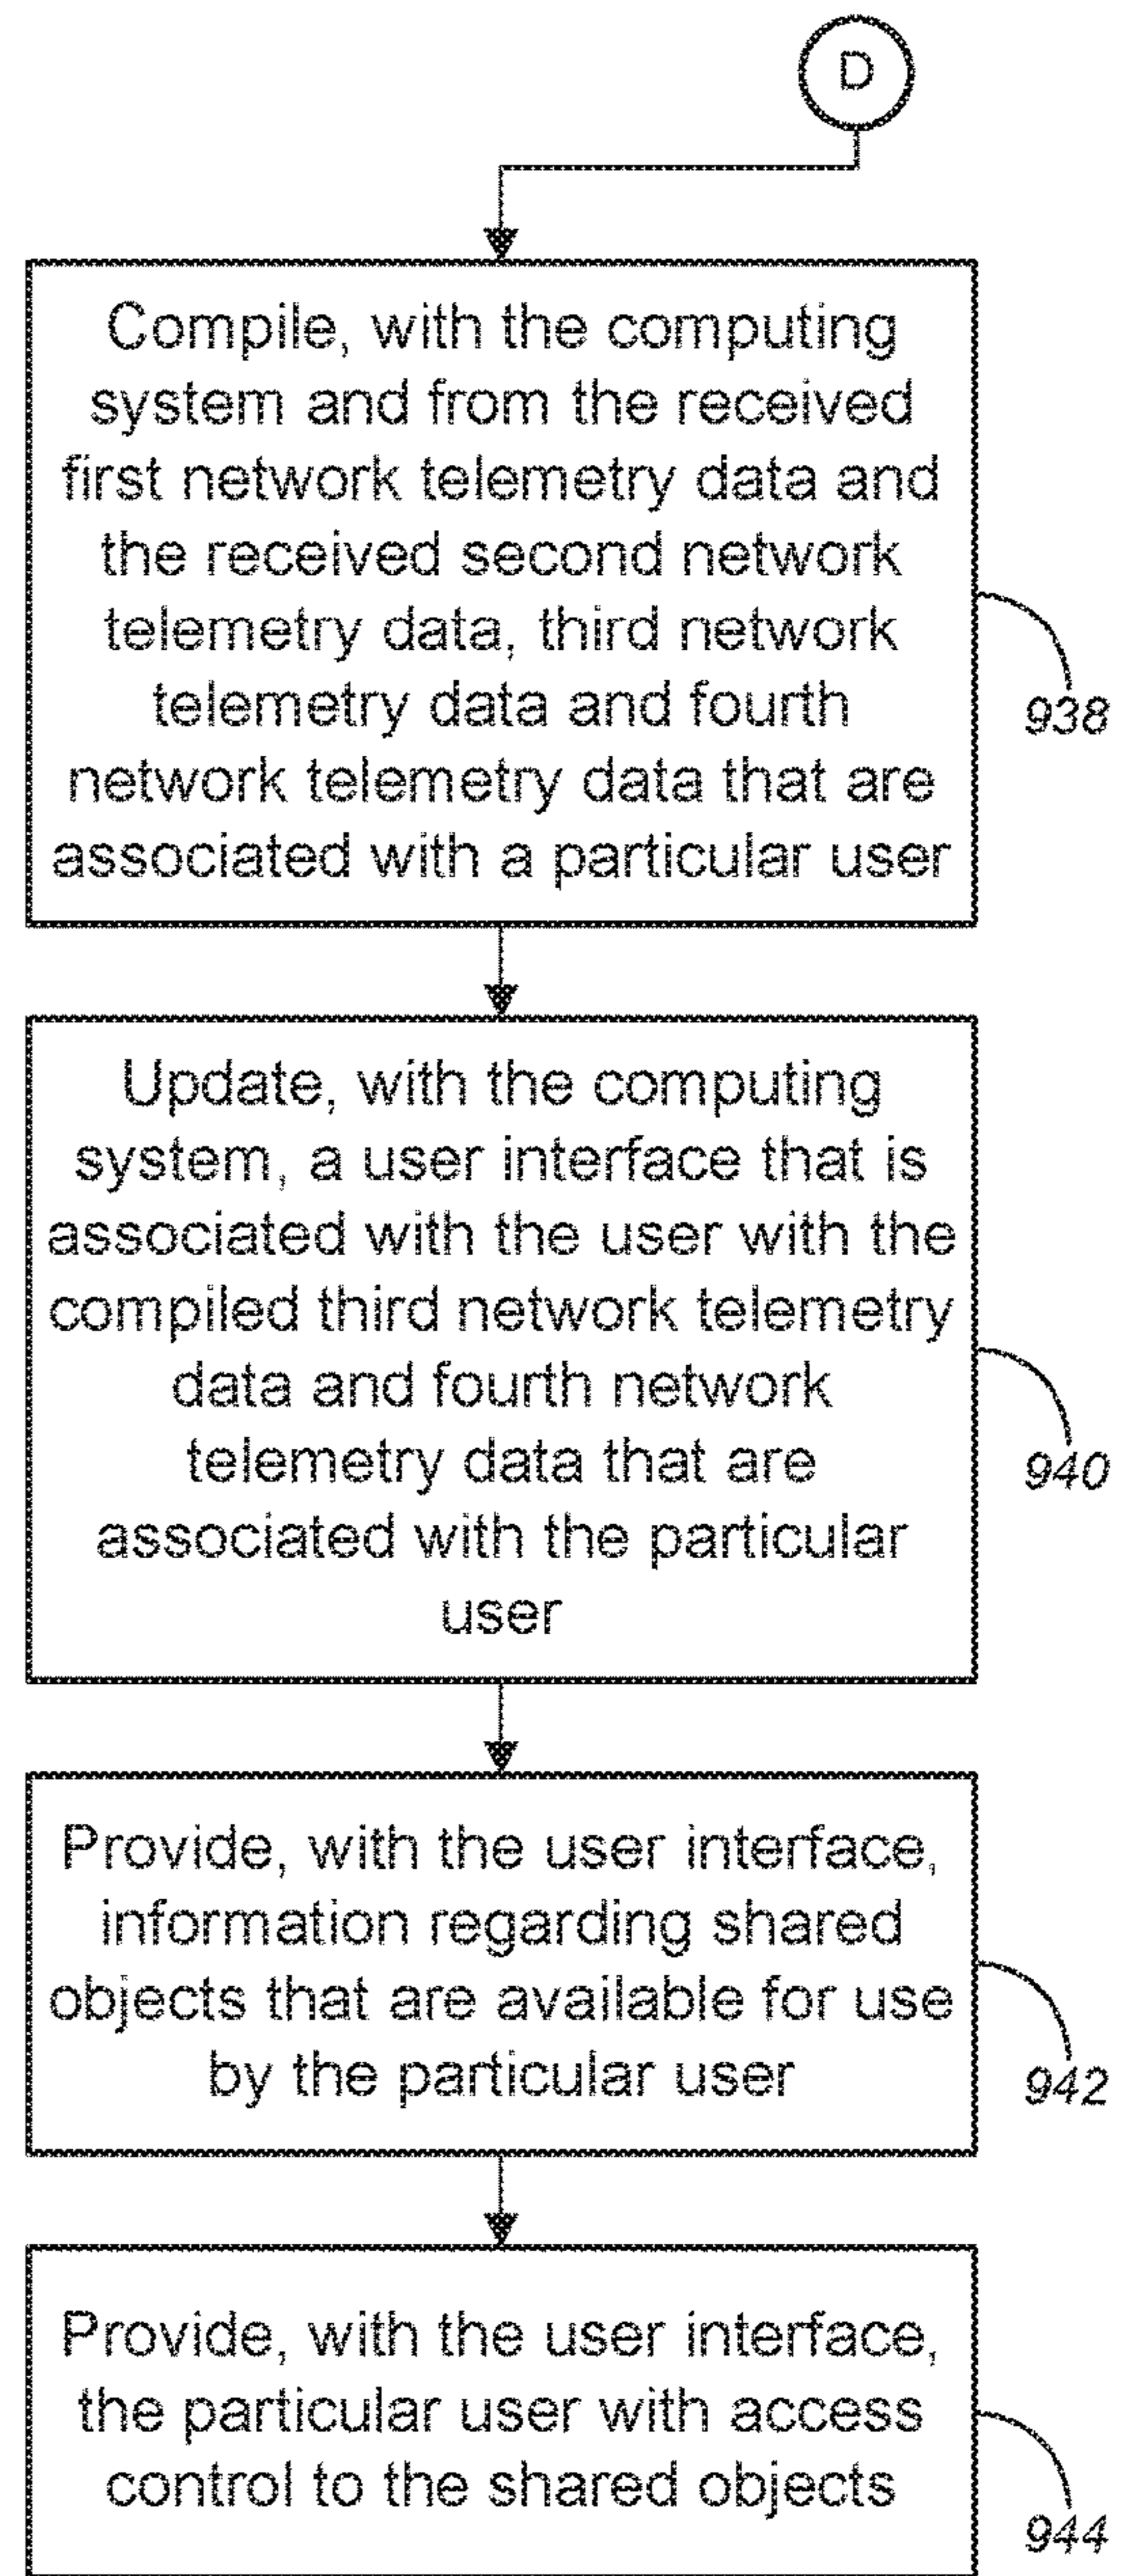 D
Compile, with the computing
system and from the received
first network telemetry data and
the received second network
telemetry data, third network
telemetry data and fourth
network telemetry data that are
associated with a particular user
938
Update, with the computing
system, a user interface that is
associated with the user with the
compiled third network telemetry
data and fourth network
telemetry data that are
associated with the particular
user
940
Provide, with the user interface,
information regarding shared
objects that are available for use
by the particular user
942
Provide, with the user interface,
the particular user with access
control to the shared objects
944